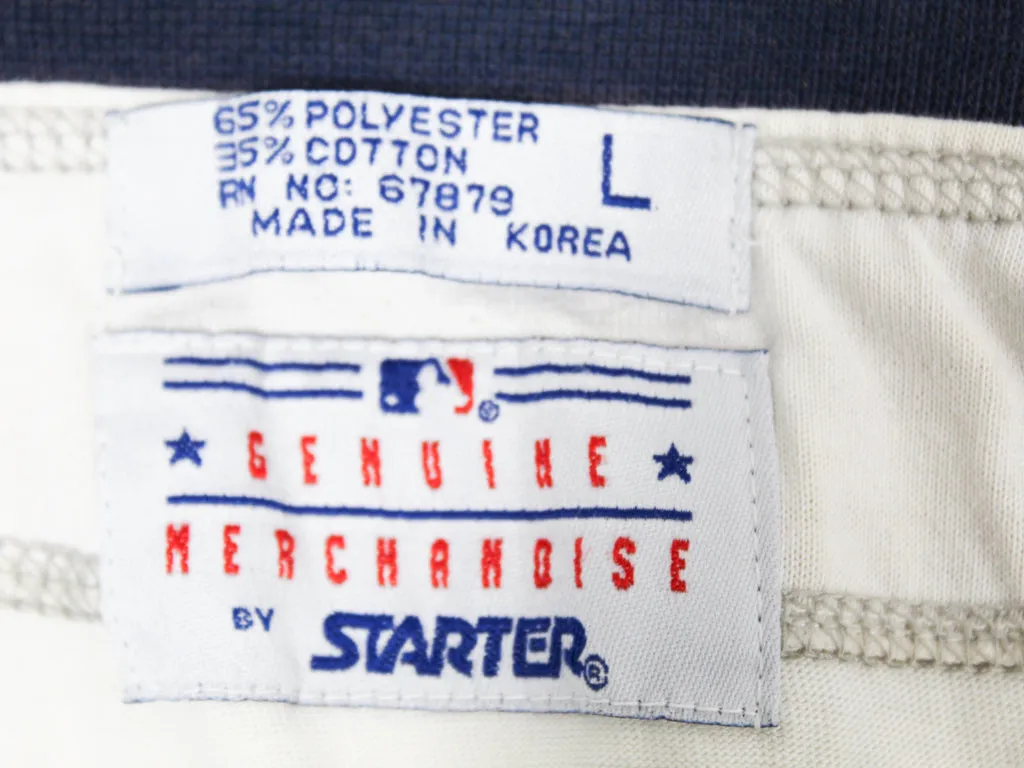 65% POLYESTER
35% COTTON
RN NO: 67879
L
MADE IN KOREA
GENUINE
MERCHANDISE
BY STARTER®